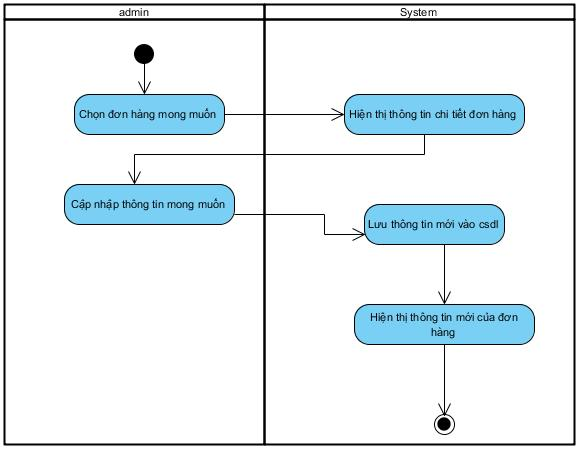 admin
System
Chọn đơn hàng mong muốn
Hiện thị thông tin chi tiết đơn hàng
Cập nhập thông tin mong muốn
Lưu thông tin mới vào csdl
Hiện thị thông tin mới của đơn
hàng